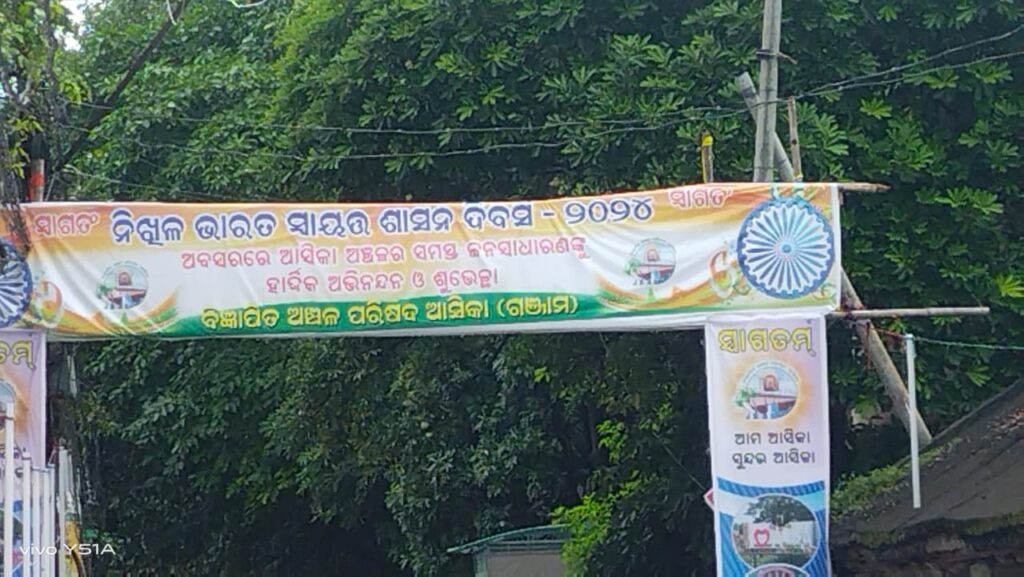 ସ୍ୱାଗତଂ ନିଖିଳ ଭାରତ ସ୍ୱାୟତ୍ତ ଶାସନ ଦିବସ - ୨୦୨୪ ସ୍ୱାଗତଂ
ଅବସରରେ ଆସିକା ଅଞ୍ଚଳର ସମସ୍ତ ଜନସାଧାରଣଙ୍କୁ
ହାର୍ଦ୍ଦିକ ଅଭିନନ୍ଦନ ଓ ଶୁଭେଚ୍ଛା
ବିଜ୍ଞାପିତ ଅଞ୍ଚଳ ପରିଷଦ ଆସିକା (ଗଞ୍ଜାମ)
ସ୍ୱାଗତମ୍
ଆମ ଆସିକା
ସୁନ୍ଦର ଆସିକା
vivo Y51A